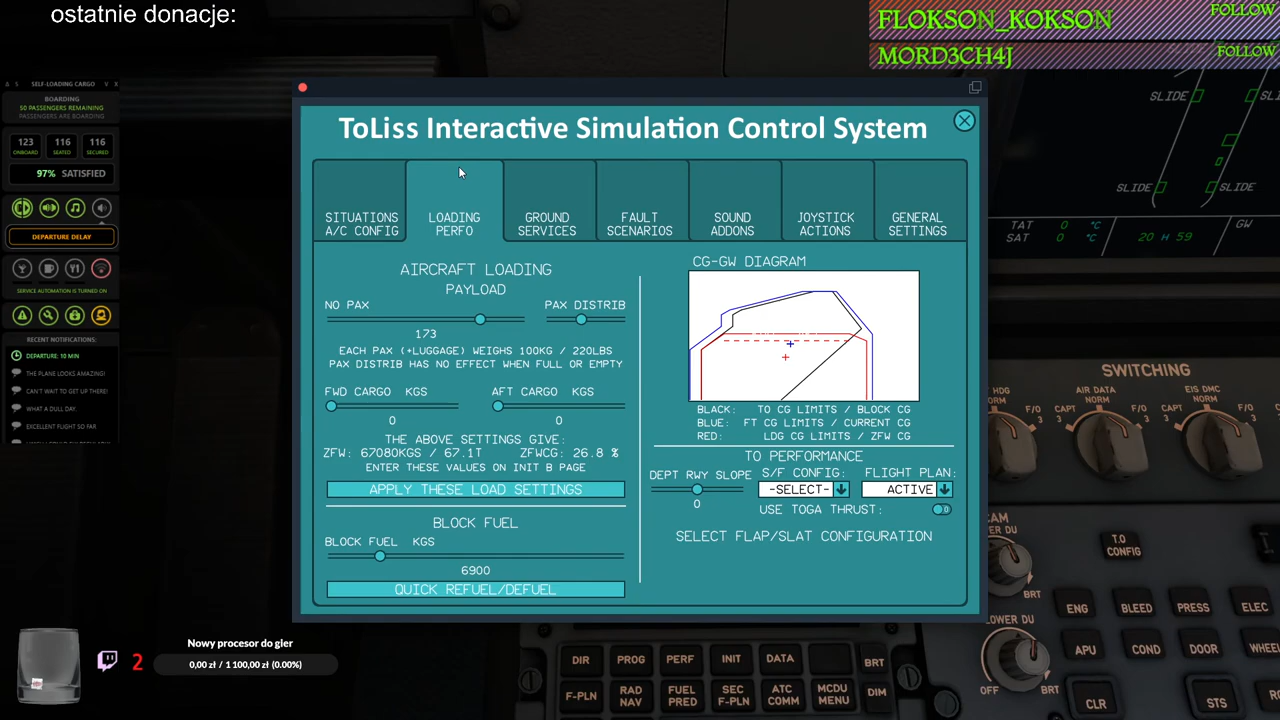 ostatnie donacje:
FLOKSON_KOKSON
FOLLOW
MORD3CH4J
FOLLOW
SELF-LOADING CARGO
V X
BOARDING
50 PASSENGERS REMAINING
PASSENGERS ARE BOARDING
123 116 116
ONBOARD SEATED SECURED
97% SATISFIED
DEPARTURE DELAY
SERVICE AUTOMATION IS TURNED ON
RECENT NOTIFICATIONS:
DEPARTURE: 10 MIN
THE PLANE LOOKS AMAZING!
CAN'T WAIT TO GET UP THERE!
WHAT A DULL DAY.
EXCELLENT FLIGHT SO FAR
ToLiss Interactive Simulation Control System
SITUATIONS A/C CONFIG
LOADING PERFO
GROUND SERVICES
FAULT SCENARIOS
SOUND ADDONS
JOYSTICK ACTIONS
GENERAL SETTINGS
AIRCRAFT LOADING
PAYLOAD
NO PAX PAX DISTRIB
173
EACH PAX (+LUGGAGE) WEIGHS 100KG / 220LBS
PAX DISTRIB HAS NO EFFECT WHEN FULL OR EMPTY
FWD CARGO KGS AFT CARGO KGS
0 0
THE ABOVE SETTINGS GIVE:
ZFW: 67080KGS / 67.1T ZFWCG: 26.8 %
ENTER THESE VALUES ON INIT B PAGE
APPLY THESE LOAD SETTINGS
BLOCK FUEL
BLOCK FUEL KGS
6900
QUICK REFUEL/DEFUEL
CG-GW DIAGRAM
BLACK: TO CG LIMITS / BLOCK CG
BLUE: FT CG LIMITS / CURRENT CG
RED: LDG CG LIMITS / ZFW CG
TO PERFORMANCE
DEPT RWY SLOPE S/F CONFIG: FLIGHT PLAN:
-SELECT- ACTIVE
0
USE TOGA THRUST:
SELECT FLAP/SLAT CONFIGURATION
SLIDE
SLIDE SLIDE
TAT 0 °C
SAT 0 °C
20 H 59
GW
SWITCHING
HDG
NORM
F/O
3
AIR DATA
CAPT NORM F/O
3
EIS DMC
CAPT NORM F/O
3
DU
BRT
LOWER DU
OFF BRT
T.O
CONFIG
ENG BLEED PRESS ELEC
APU COND DOOR WHEEL
CLR STS
DIR PROG PERF INIT DATA BRT
F-PLN RAD NAV FUEL PRED SEC F-PLN ATC COMM MCDU MENU DIM
2
Nowy procesor do gier
0,00 zł / 1 100,00 zł (0.00%)